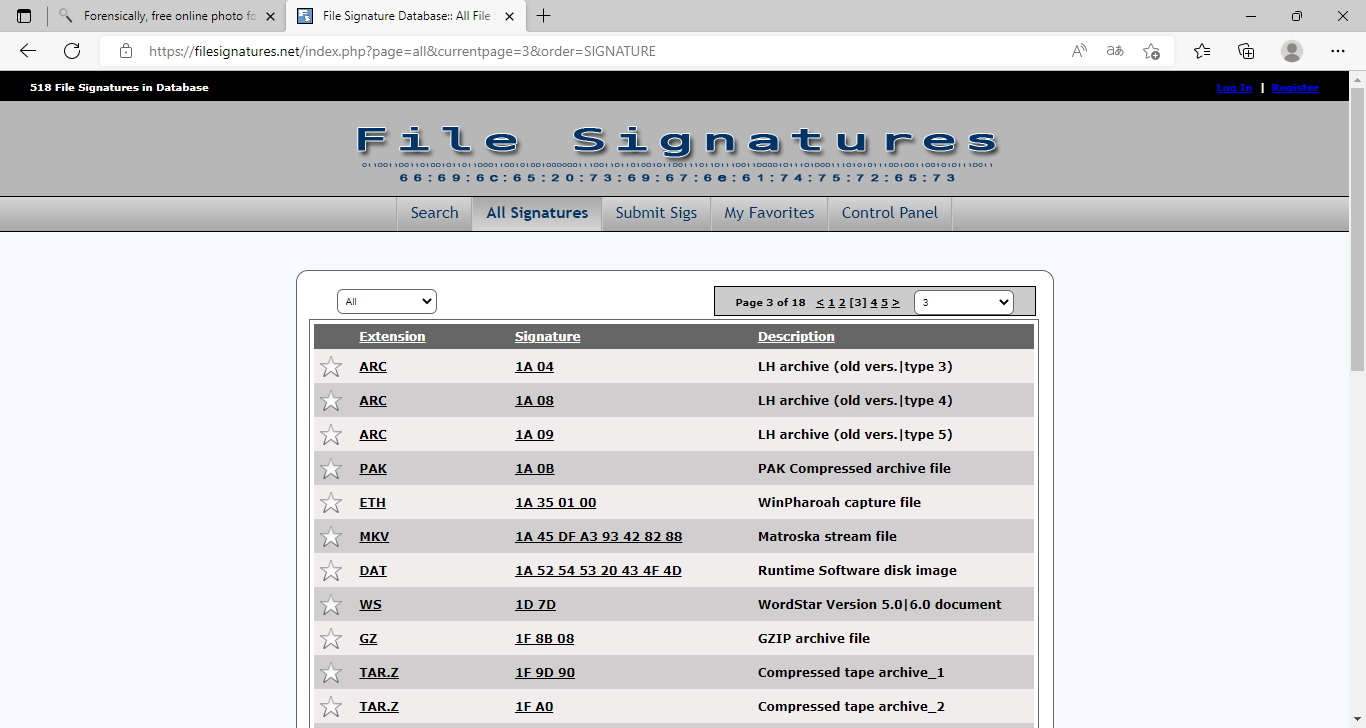 Forensically, free online photo fo
File Signature Database:: All File
https://filesignatures.net/index.php?page=all&currentpage=3&order=SIGNATURE
518 File Signatures in Database
Log In | Register
File Signatures
66:69:6c:65:20:73:69:67:6e:61:74:75:72:65:73
Search All Signatures Submit Sigs My Favorites Control Panel
All
Page 3 of 18 < 1 2 [3] 4 5 > 3
Extension Signature Description
ARC 1A 04 LH archive (old vers.|type 3)
ARC 1A 08 LH archive (old vers.|type 4)
ARC 1A 09 LH archive (old vers.|type 5)
PAK 1A 0B PAK Compressed archive file
ETH 1A 35 01 00 WinPharoah capture file
MKV 1A 45 DF A3 93 42 82 88 Matroska stream file
DAT 1A 52 54 53 20 43 4F 4D Runtime Software disk image
WS 1D 7D WordStar Version 5.0|6.0 document
GZ 1F 8B 08 GZIP archive file
TAR.Z 1F 9D 90 Compressed tape archive_1
TAR.Z 1F A0 Compressed tape archive_2